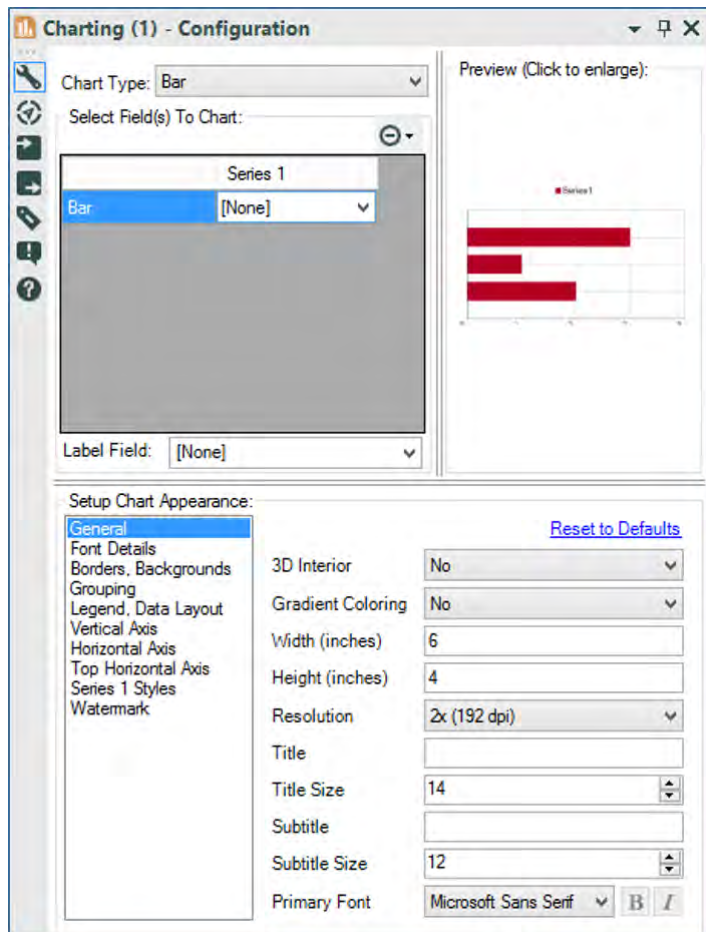 Charting (1) - Configuration
Chart Type: Bar
Preview (Click to enlarge):
Select Field(s) To Chart:
Series 1
Bar [None]
Series1
Label Field: [None]
Setup Chart Appearance:
General
Font Details
Borders, Backgrounds
Grouping
Legend, Data Layout
Vertical Axis
Horizontal Axis
Top Horizontal Axis
Series 1 Styles
Watermark
Reset to Defaults
3D Interior No
Gradient Coloring No
Width (inches) 6
Height (inches) 4
Resolution 2x (192 dpi)
Title
Title Size 14
Subtitle
Subtitle Size 12
Primary Font Microsoft Sans Serif B I